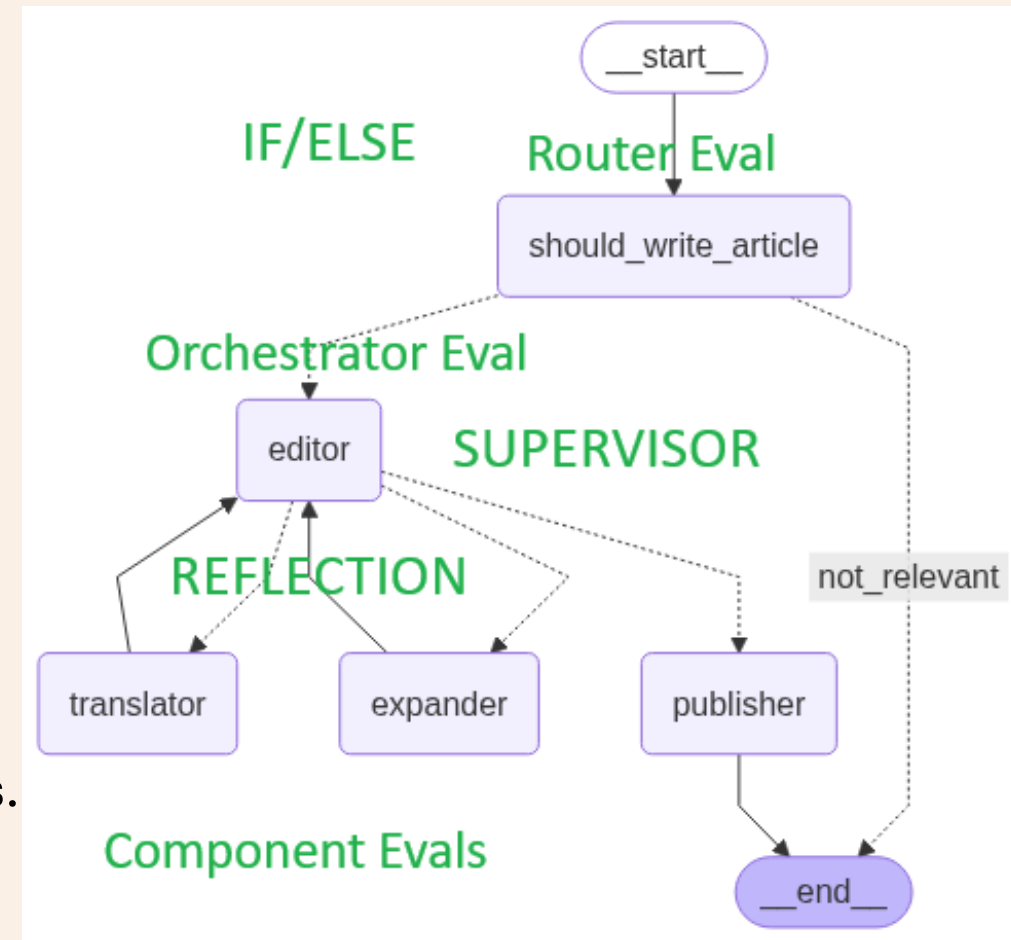 __start__
IF/ELSE
Router Eval
should_write_article
Orchestrator Eval
editor
SUPERVISOR
REFLECTION
not_relevant
translator
expander
publisher
s.
Component Evals
__end__